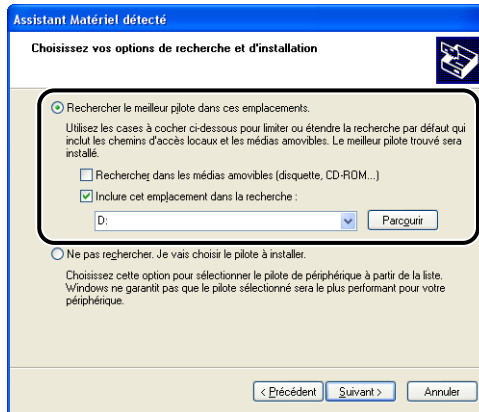 Assistant Matériel détecté
Choisissez vos options de recherche et d'installation
Rechercher le meilleur pilote dans ces emplacements.
Utilisez les cases à cocher ci-dessous pour limiter ou étendre la recherche par défaut qui
inclut les chemins d'accès locaux et les médias amovibles. Le meilleur pilote trouvé sera
installé.
Rechercher dans les médias amovibles (disquette, CD-ROM...)
Inclure cet emplacement dans la recherche :
D:
Parcourir
Ne pas rechercher. Je vais choisir le pilote à installer.
Choisissez cette option pour sélectionner le pilote de périphérique à partir de la liste.
Windows ne garantit pas que le pilote sélectionné sera le plus performant pour votre
périphérique.
< Précédent
Suivant >
Annuler